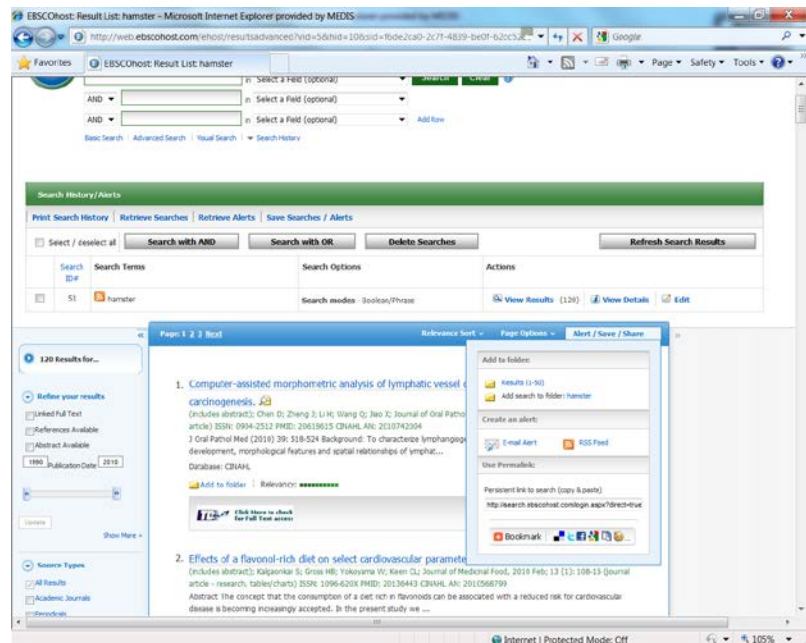 EBSCOhost: Result List: hamster - Microsoft Internet Explorer provided by MEDIS
http://web.ebscohost.com/ehost/resultsadvanced?vid=5&hid=106&sid=
Google
Favorites EBSCOhost: Result List: hamster Page Safety Tools
in Select a Field (optional) Search Clear
AND in Select a Field (optional)
AND in Select a Field (optional) Add Row
Basic Search Advanced Search Visual Search Search History
Search History/Alerts
Print Search History Retrieve Searches Retrieve Alerts Save Searches / Alerts
Select / deselect all Search with AND Search with OR Delete Searches Refresh Search Results
Search ID# Search Terms Search Options Actions
S1 hamster Search modes - Boolean/Phrase View Results (120) View Details Edit
Page: 1 2 3 Next Relevance Sort Page Options Alert / Save / Share
120 Results for...
Refine your results
Linked Full Text
References Available
Abstract Available
1990 Publication Date 2010
Update
Show More
Source Types
All Results
Academic Journals
Periodicals
1. Computer-assisted morphometric analysis of lymphatic vessel
carcinogenesis.
(includes abstract); Chen D; Zheng J; Li H; Wang Q; Jiao X; Journal of Oral Patho
article) ISSN: 0904-2512 PMID: 20618615 CINAHL AN: 2010742004
J Oral Pathol Med (2010) 39: 518-524 Background: To characterize
development, morphological features and spatial relationships of lymphat...
Database: CINAHL
Add to folder Relevance:
Click Here to check
for Full Text access
2. Effects of a flavonol-rich diet on select cardiovascular paramete
(includes abstract); Kalgaonkar S; Gross HB; Yokoyama W; Keen CL; Journal of Medicinal Food, 2010 Feb; 13 (1): 108-15 (journal
article - research, tables/charts) ISSN: 1096-620X PMID: 20136443 CINAHL AN: 2010568799
Abstract The concept that the consumption of a diet rich in flavonoids can be associated with a reduced risk for cardiovascular
disease is becoming increasingly accepted. In the present study we ...
Add to folder:
Results (1-50)
Add search to folder: hamster
Create an alert:
E-mail Alert RSS Feed
Use Permalink:
Persistent link to search (copy & paste)
http://search.ebscohost.com/login.aspx?direct=true
Bookmark
Internet | Protected Mode: Off 105%